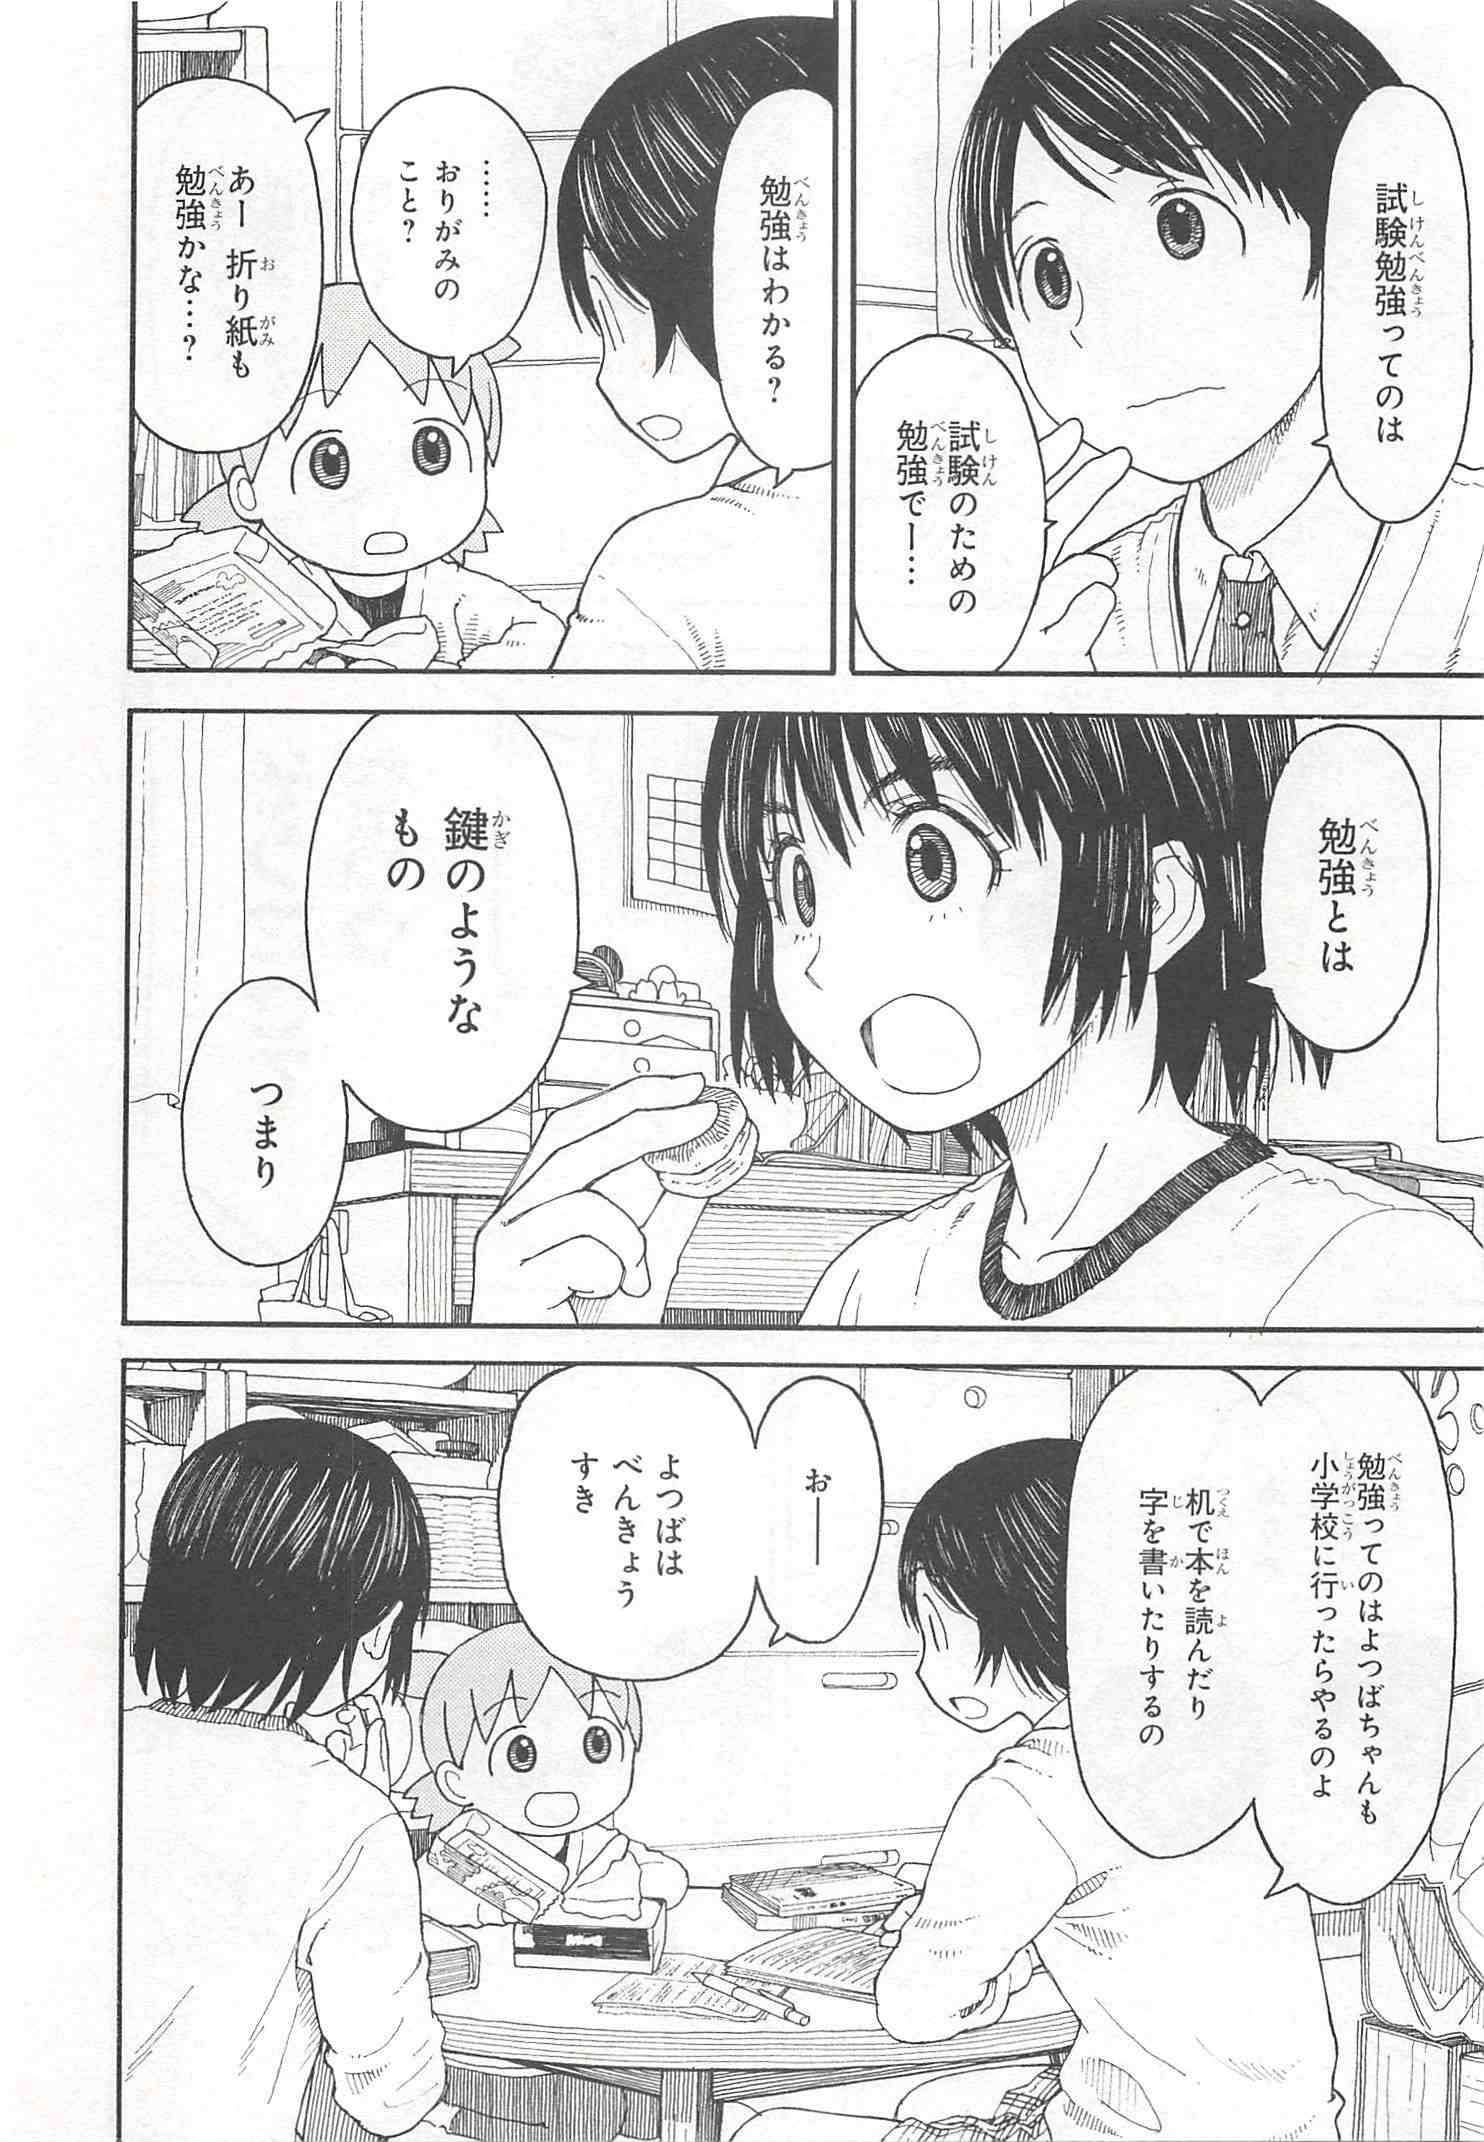 試験勉強ってのは
試験のための
勉強でー…
勉強はわかる?
……
おりがみの
こと?
あー 折り紙も
勉強かな…?
勉強とは
鍵のような
もの
つまり
勉強ってのはよつばちゃんも
小学校に行ったらやるのよ
机で本を読んだり
字を書いたりするの
おー
よつばは
べんきょう
すき